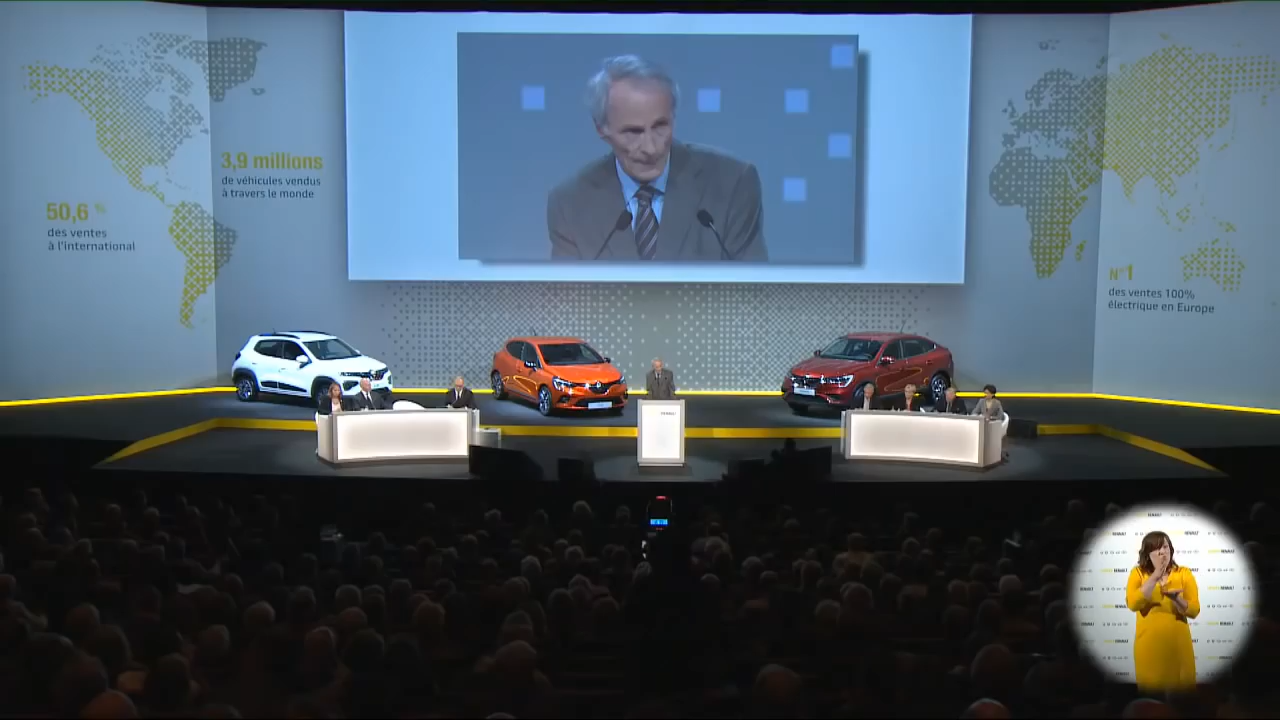 3,9 millions
de véhicules vendus
à travers le monde
50,6 %
des ventes
à l'international
N°1
des ventes 100%
électrique en Europe
RENAULT